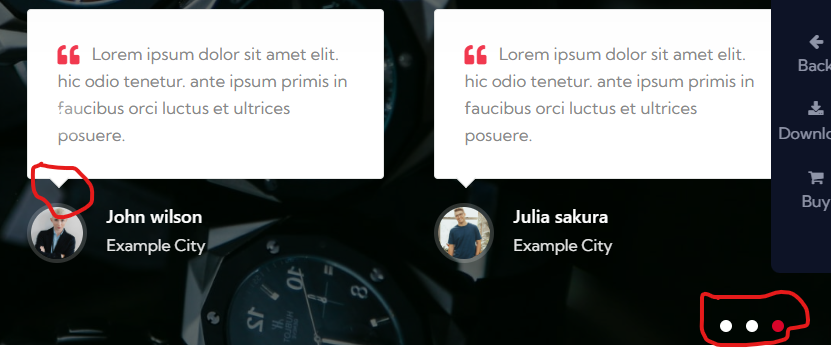 Lorem ipsum dolor sit amet elit.
hic odio tenetur. ante ipsum primis in
faucibus orci luctus et ultrices
posuere.
John wilson
Example City
Lorem ipsum dolor sit amet elit.
hic odio tenetur. ante ipsum primis in
faucibus orci luctus et ultrices
posuere.
Julia sakura
Example City
Back
Downlo
Buy
12
10